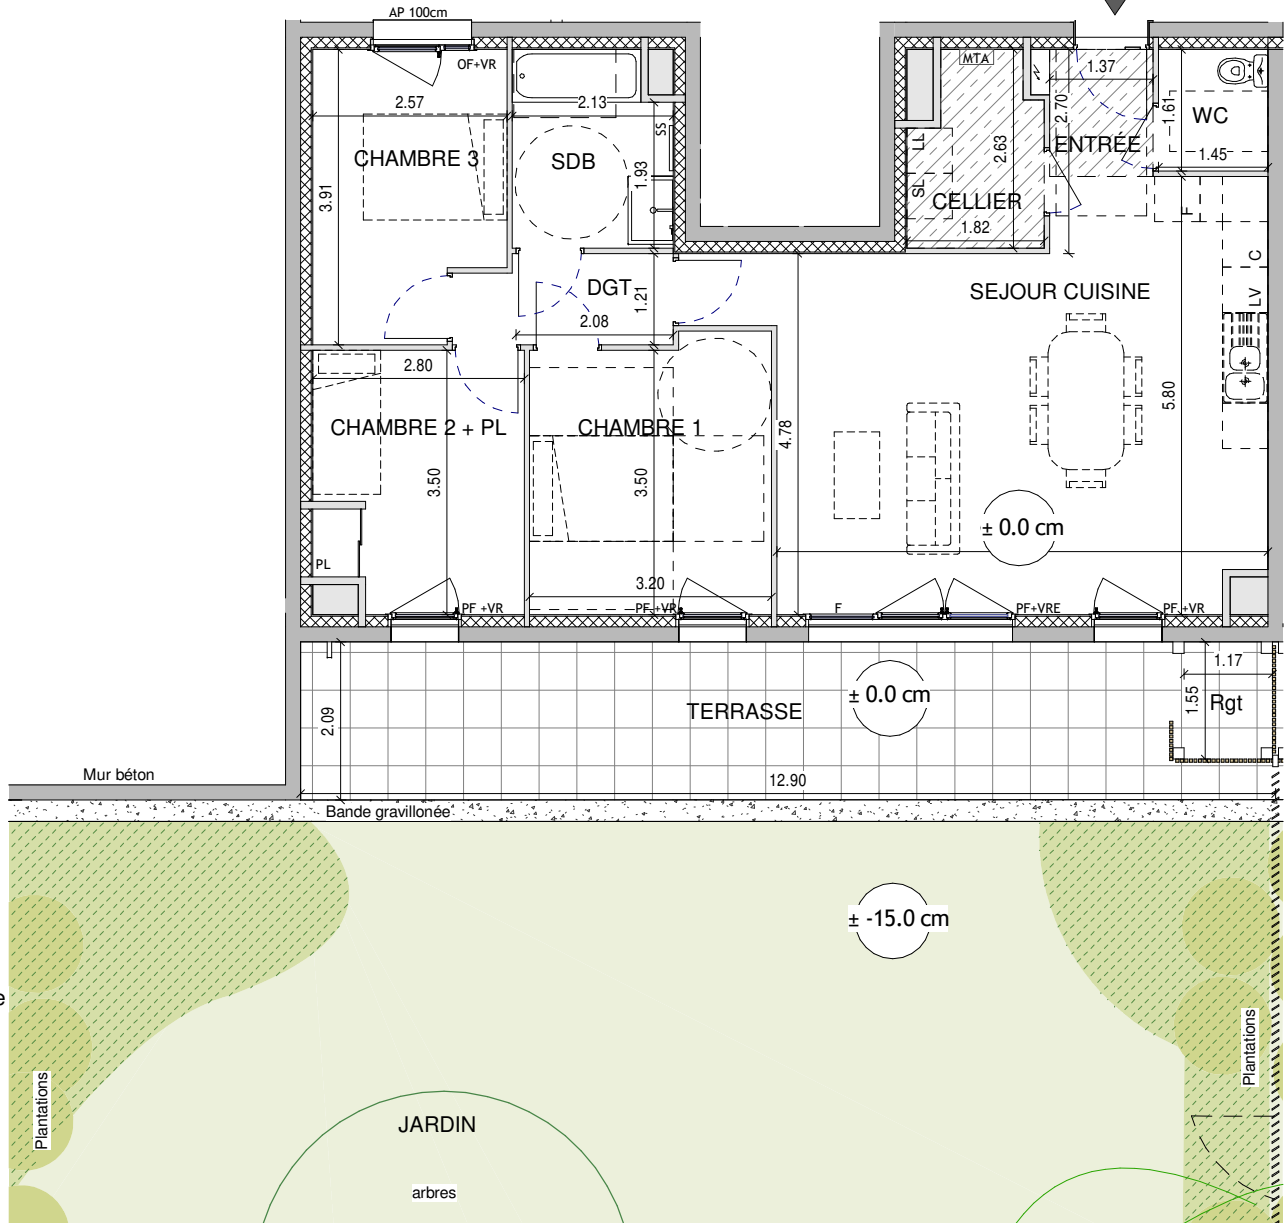 AP 100cm
OF+VR
MTA
1.37
2.57
2.13
2.70
1.61
WC
SS
LL
2.63
ENTRÉE
CHAMBRE 3
SDB
1.93
1.45
3.91
SL
CELLIER
F
1.82
C
DGT
1.21
SEJOUR CUISINE
LV
2.08
2.80
5.80
CHAMBRE 2 + PL
CHAMBRE 1
4.78
3.50
3.50
± 0.0 cm
PL
3.20
PF +VR
PF +VR
F
PF+VRE
PF +VR
1.17
± 0.0 cm
1.55
Rgt
TERRASSE
2.09
Mur béton
12.90
Bande gravillonée
± -15.0 cm
Plantations
Plantations
JARDIN
arbres